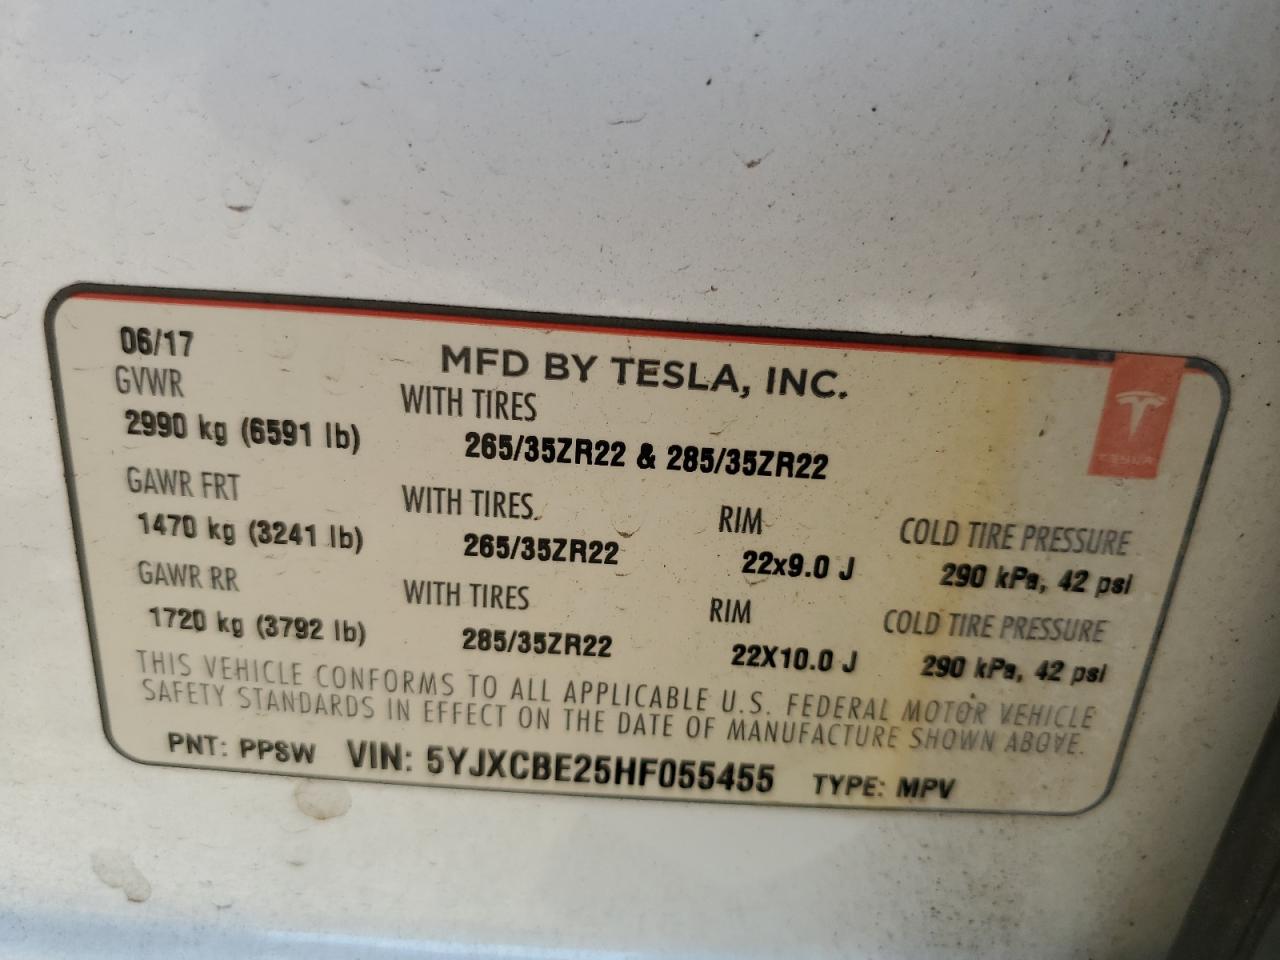 06/17 MFD BY TESLA, INC.
GVWR WITH TIRES
2990 kg (6591 lb) 265/35ZR22 & 285/35ZR22
TESLA
GAWR FRT WITH TIRES RIM COLD TIRE PRESSURE
1470 kg (3241 lb) 265/35ZR22 22x9.0 J 290 kPa, 42 psi
GAWR RR WITH TIRES RIM COLD TIRE PRESSURE
1720 kg (3792 lb) 285/35ZR22 22X10.0 J 290 kPa, 42 psi
THIS VEHICLE CONFORMS TO ALL APPLICABLE U.S. FEDERAL MOTOR VEHICLE
SAFETY STANDARDS IN EFFECT ON THE DATE OF MANUFACTURE SHOWN ABOVE.
PNT: PPSW VIN: 5YJXCBE25HF055455 TYPE: MPV